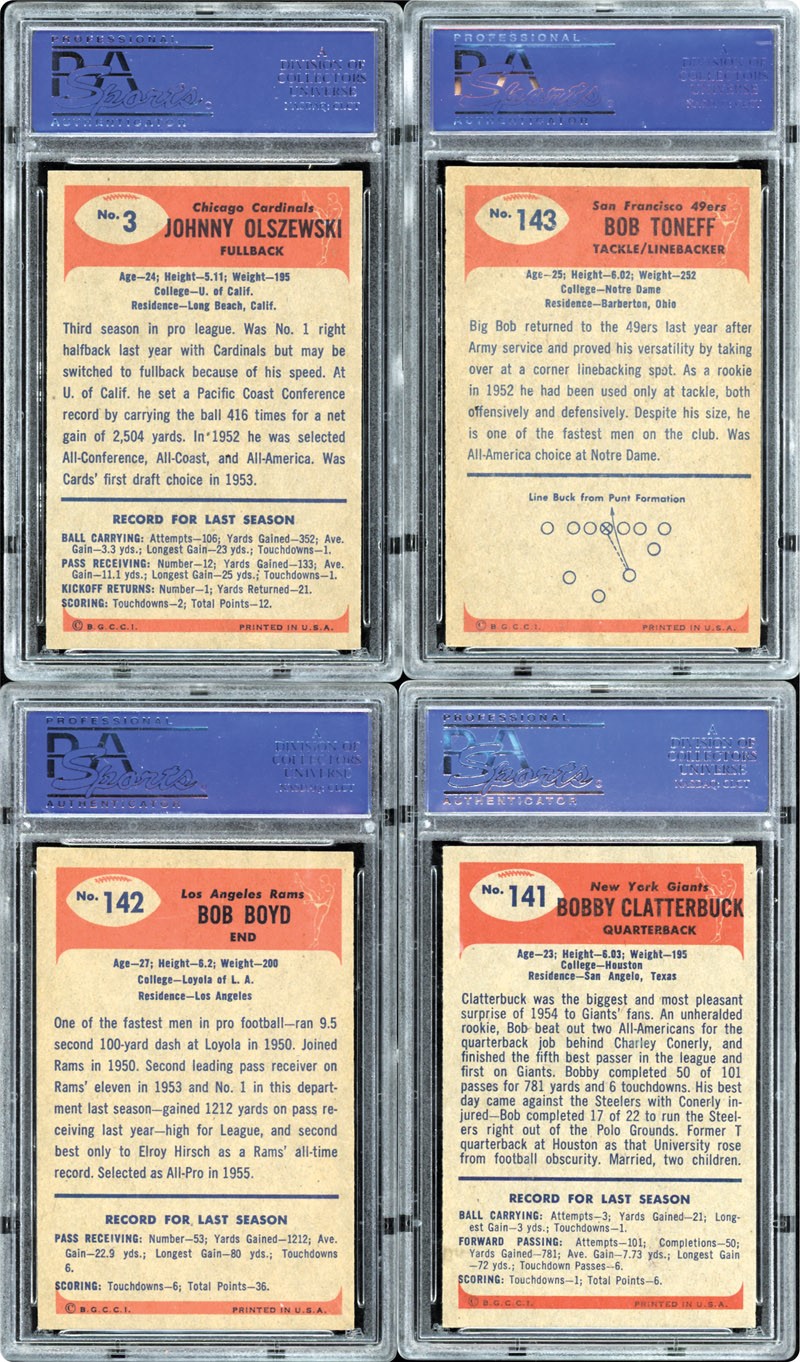 PROFESSIONAL
PSA
Sports
AUTHENTICATOR
A
DIVISION OF
COLLECTORS
UNIVERSE
NASDAQ: CLCT
No. 3
Chicago Cardinals
JOHNNY OLSZEWSKI
FULLBACK
Age—24; Height—5.11; Weight—195
College—U. of Calif.
Residence—Long Beach, Calif.
Third season in pro league. Was No. 1 right
halfback last year with Cardinals but may be
switched to fullback because of his speed. At
U. of Calif. he set a Pacific Coast Conference
record by carrying the ball 416 times for a net
gain of 2,504 yards. In 1952 he was selected
All-Conference, All-Coast, and All-America. Was
Cards' first draft choice in 1953.
RECORD FOR LAST SEASON
BALL CARRYING: Attempts—106; Yards Gained—352; Ave.
Gain—3.3 yds.; Longest Gain—23 yds.; Touchdowns—1.
PASS RECEIVING: Number—12; Yards Gained—133; Ave.
Gain—11.1 yds.; Longest Gain—25 yds.; Touchdowns—1.
KICKOFF RETURNS: Number—1; Yards Returned—21.
SCORING: Touchdowns—2; Total Points—12.
© B.G.C.C.I. PRINTED IN U.S.A.
PROFESSIONAL
PSA
Sports
AUTHENTICATOR
A
DIVISION OF
COLLECTORS
UNIVERSE
NASDAQ: CLCT
No. 143
San Francisco 49ers
BOB TONEFF
TACKLE/LINEBACKER
Age—25; Height—6.02; Weight—252
College—Notre Dame
Residence—Barberton, Ohio
Big Bob returned to the 49ers last year after
Army service and proved his versatility by taking
over at a corner linebacking spot. As a rookie
in 1952 he had been used only at tackle, both
offensively and defensively. Despite his size, he
is one of the fastest men on the club. Was
All-America choice at Notre Dame.
Line Buck from Punt Formation
© B.G.C.C.I. PRINTED IN U.S.A.
PROFESSIONAL
PSA
Sports
AUTHENTICATOR
A
DIVISION OF
COLLECTORS
UNIVERSE
NASDAQ: CLCT
No. 142
Los Angeles Rams
BOB BOYD
END
Age—27; Height—6.2; Weight—200
College—Loyola of L. A.
Residence—Los Angeles
One of the fastest men in pro football—ran 9.5
second 100-yard dash at Loyola in 1950. Joined
Rams in 1950. Second leading pass receiver on
Rams' eleven in 1953 and No. 1 in this depart-
ment last season—gained 1212 yards on pass re-
ceiving last year—high for League, and second
best only to Elroy Hirsch as a Rams' all-time
record. Selected as All-Pro in 1955.
RECORD FOR LAST SEASON
PASS RECEIVING: Number—53; Yards Gained—1212; Ave.
Gain—22.9 yds.; Longest Gain—80 yds.; Touchdowns
6.
SCORING: Touchdowns—6; Total Points—36.
© B.G.C.C.I. PRINTED IN U.S.A.
PROFESSIONAL
PSA
Sports
AUTHENTICATOR
A
DIVISION OF
COLLECTORS
UNIVERSE
NASDAQ: CLCT
No. 141
New York Giants
BOBBY CLATTERBUCK
QUARTERBACK
Age—23; Height—6.03; Weight—195
College—Houston
Residence—San Angelo, Texas
Clatterbuck was the biggest and most pleasant
surprise of 1954 to Giants' fans. An unheralded
rookie, Bob beat out two All-Americans for the
quarterback job behind Charley Conerly, and
finished the fifth best passer in the league and
first on Giants. Bobby completed 50 of 101
passes for 781 yards and 6 touchdowns. His best
day came against the Steelers with Conerly in-
jured—Bob completed 17 of 22 to run the Steel-
ers right out of the Polo Grounds. Former T
quarterback at Houston as that University rose
from football obscurity. Married, two children.
RECORD FOR LAST SEASON
BALL CARRYING: Attempts—3; Yards Gained—21; Long-
est Gain—3 yds.; Touchdowns—1.
FORWARD PASSING: Attempts—101; Completions—50;
Yards Gained—781; Ave. Gain—7.73 yds.; Longest Gain
—72 yds.; Touchdown Passes—6.
SCORING: Touchdowns—1; Total Points—6.
© B.G.C.C.I. PRINTED IN U.S.A.